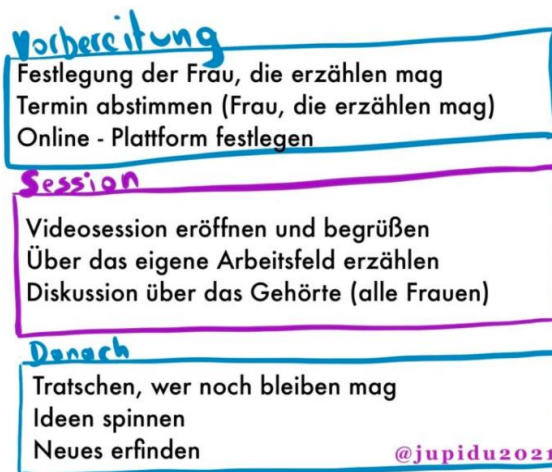 Vorbereitung
Festlegung der Frau, die erzählen mag
Termin abstimmen (Frau, die erzählen mag)
Online - Plattform festlegen
Session
Videosession eröffnen und begrüßen
Über das eigene Arbeitsfeld erzählen
Diskussion über das Gehörte (alle Frauen)
Danach
Tratschen, wer noch bleiben mag
Ideen spinnen
Neues erfinden
@jupidu2021